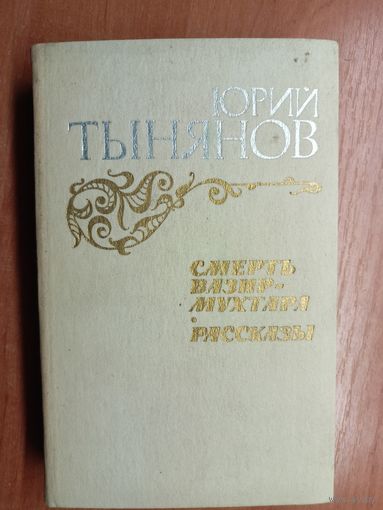 ЮРИЙ
ТЫНЯНОВ
СМЕРТЬ
ВАЗИР-
МУХТАРА
•
РАССКАЗЫ